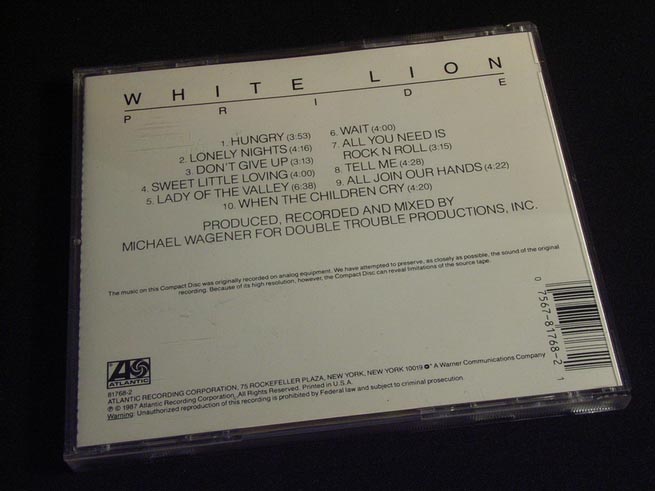 WHITE LION
PRIDE
1. HUNGRY (3:53)
2. LONELY NIGHTS (4:16)
3. DON'T GIVE UP (3:13)
4. SWEET LITTLE LOVING (4:00)
5. LADY OF THE VALLEY (6:38)
6. WAIT (4:00)
7. ALL YOU NEED IS
ROCK N ROLL (3:15)
8. TELL ME (4:28)
9. ALL JOIN OUR HANDS (4:22)
10. WHEN THE CHILDREN CRY (4:20)
PRODUCED, RECORDED AND MIXED BY
MICHAEL WAGENER FOR DOUBLE TROUBLE PRODUCTIONS, INC.
The music on this Compact Disc was originally recorded on analog equipment. We have attempted to preserve, as closely as possible, the sound of the original
recording. Because of its high resolution, however, the Compact Disc can reveal limitations of the source tape.
0 7567-81768-2 1
ATLANTIC
81768-2
ATLANTIC RECORDING CORPORATION, 75 ROCKEFELLER PLAZA, NEW YORK, NEW YORK 10019 A Warner Communications Company
℗ © 1987 Atlantic Recording Corporation, All Rights Reserved. Printed in U.S.A.
Warning: Unauthorized reproduction of this recording is prohibited by Federal law and subject to criminal prosecution.